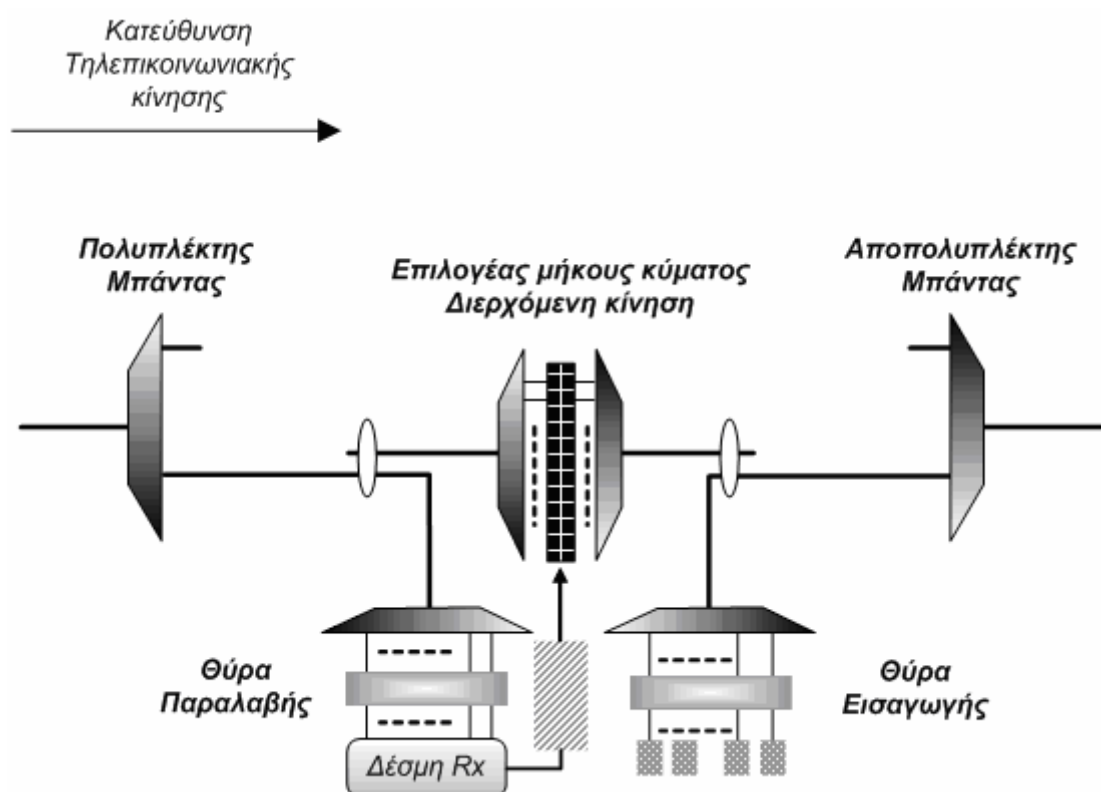 Κατεύθυνση
Τηλεπικοινωνιακής
κίνησης
Πολυπλέκτης
Μπάντας
Επιλογέας μήκους κύματος
Διερχόμενη κίνηση
Αποπολυπλέκτης
Μπάντας
Θύρα
Παραλαβής
Δέσμη Rx
Θύρα
Εισαγωγής